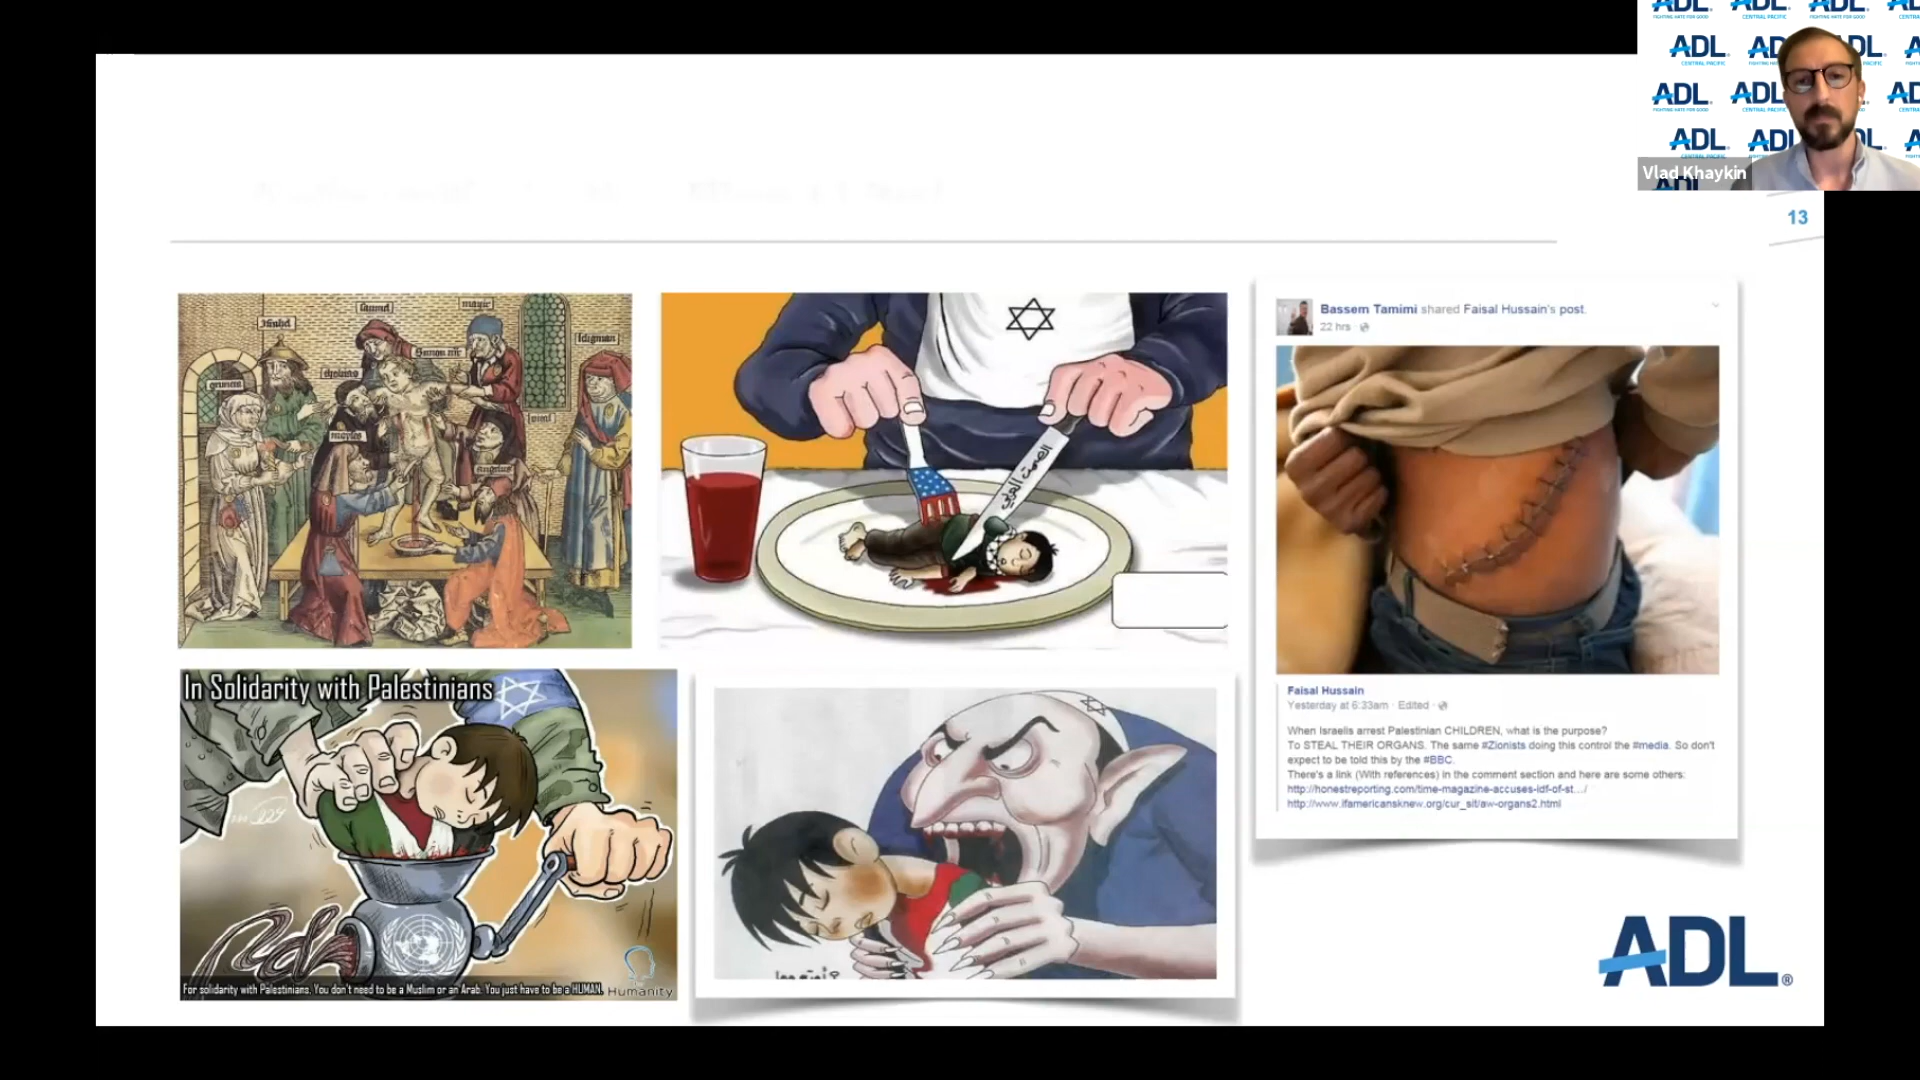 ADL
CENTRAL PACIFIC
FIGHTING HATE FOR GOOD
Vlad Khaykin
13
Bassem Tamimi shared Faisal Hussain's post.
22 hrs
الصمت العربي
In Solidarity with Palestinians
For solidarity with Palestinians, You don't need to be a Muslim or an Arab. You just have to be a HUMAN.
Humanity
Faisal Hussain
Yesterday at 6:33am · Edited ·
When Israelis arrest Palestinian CHILDREN, what is the purpose?
To STEAL THEIR ORGANS. The same #Zionists doing this control the #media. So don't
expect to be told this by the #BBC.
There's a link (With references) in the comment section and here are some others:
http://honestreporting.com/time-magazine-accuses-idf-of-st.../
http://www.ifamericansknew.org/cur_sit/aw-organs2.html
ADL®